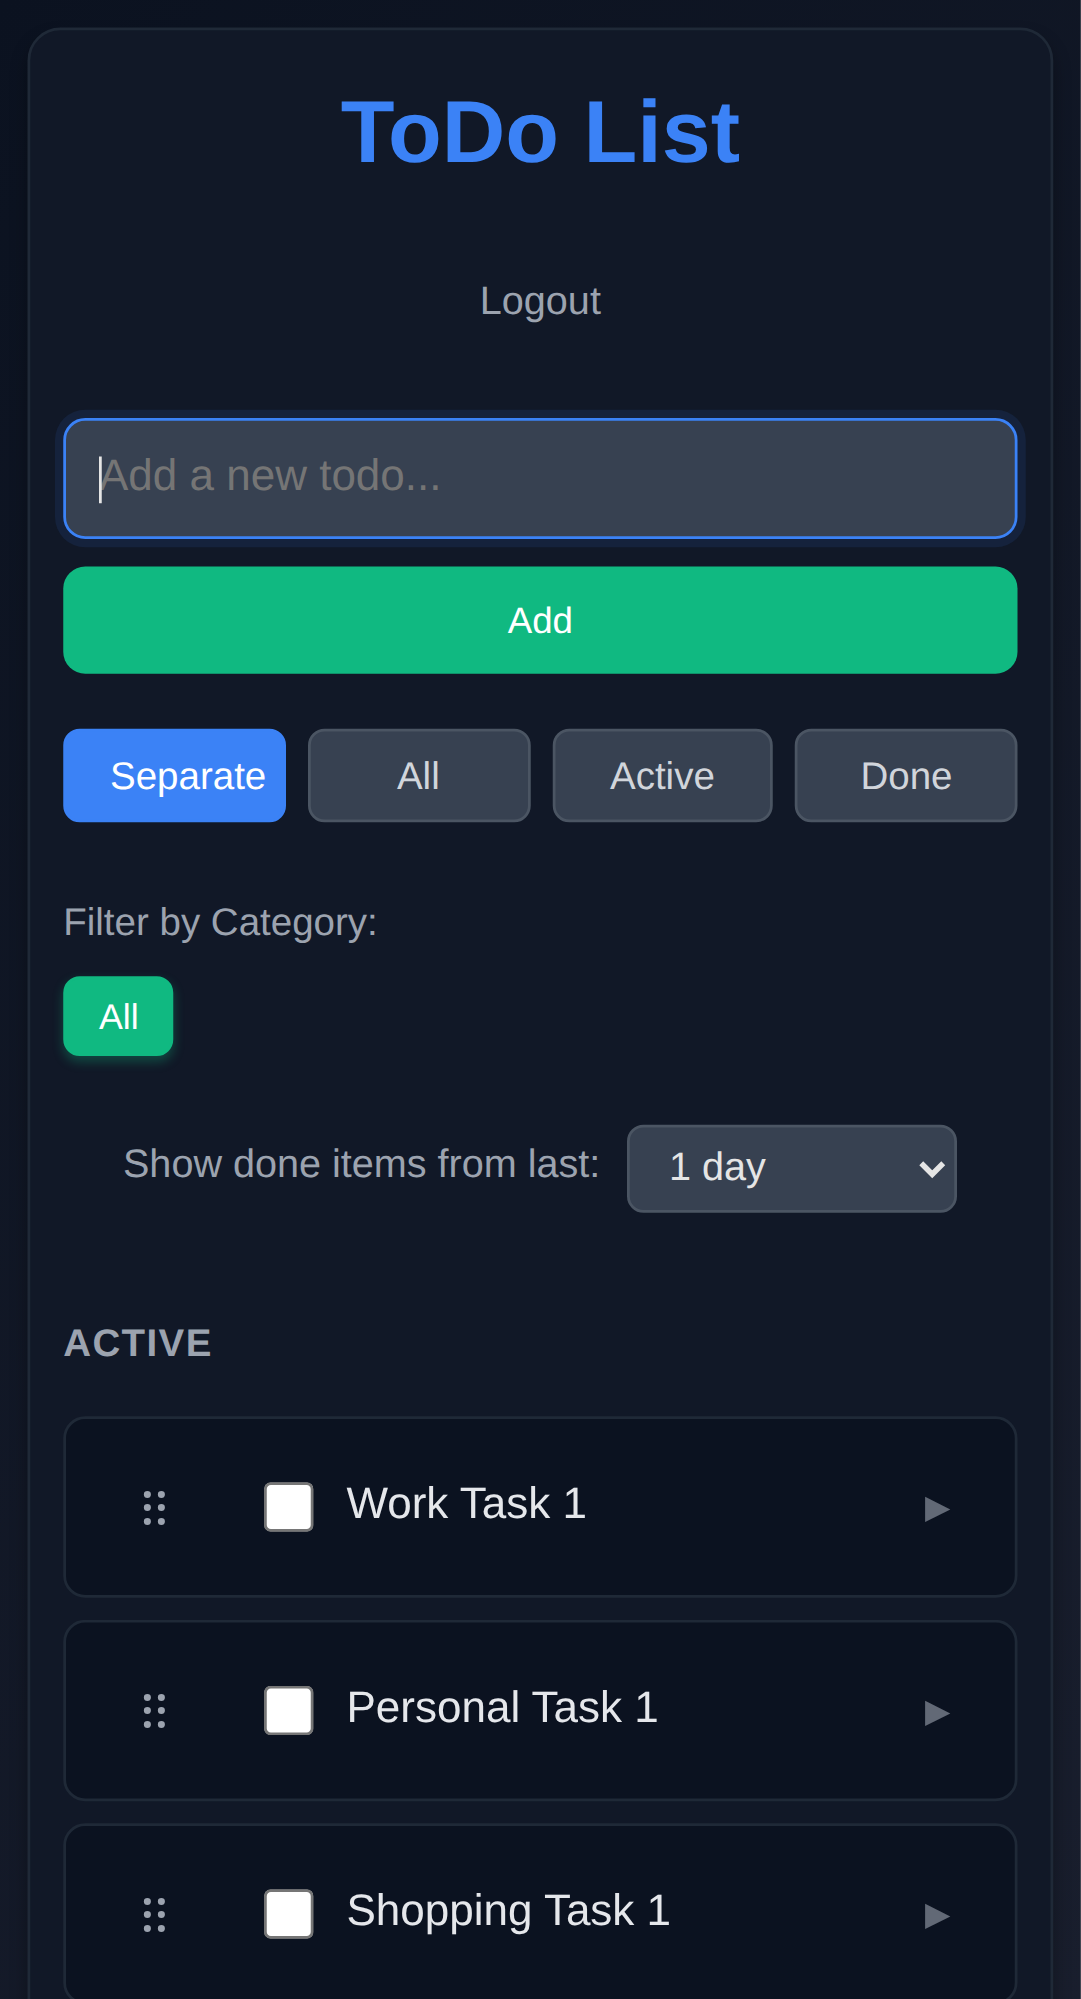 ToDo List
Logout
Add a new todo...
Add
Separate All Active Done
Filter by Category:
All
Show done items from last: 1 day
ACTIVE
Work Task 1
Personal Task 1
Shopping Task 1